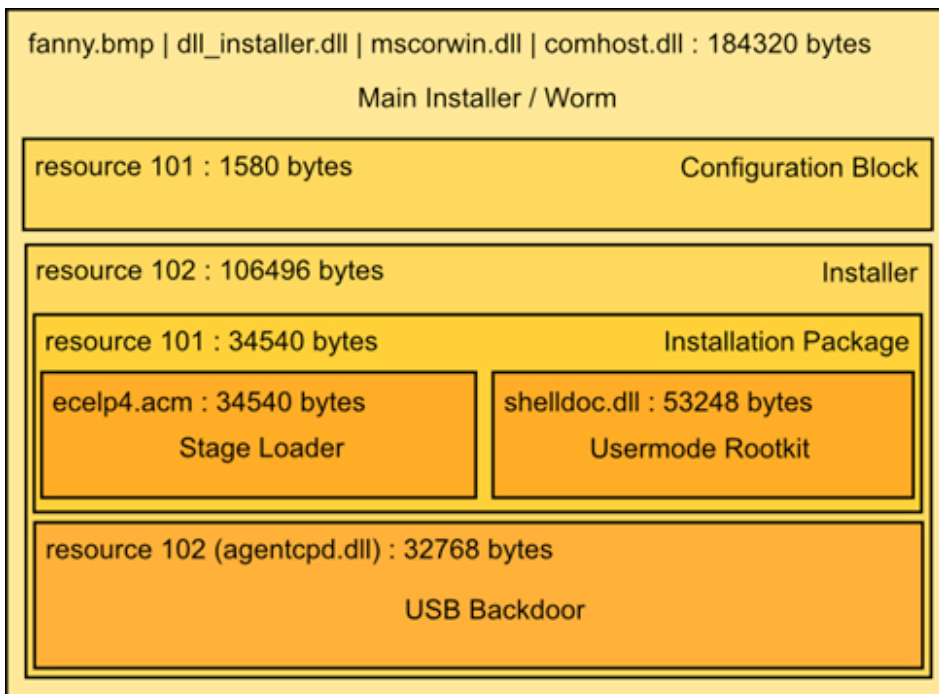 fanny.bmp | dll_installer.dll | mscorwin.dll | comhost.dll : 184320 bytes
Main Installer / Worm
resource 101 : 1580 bytes Configuration Block
resource 102 : 106496 bytes Installer
resource 101 : 34540 bytes Installation Package
ecelp4.acm : 34540 bytes shelldoc.dll : 53248 bytes
Stage Loader Usermode Rootkit
resource 102 (agentcpd.dll) : 32768 bytes
USB Backdoor